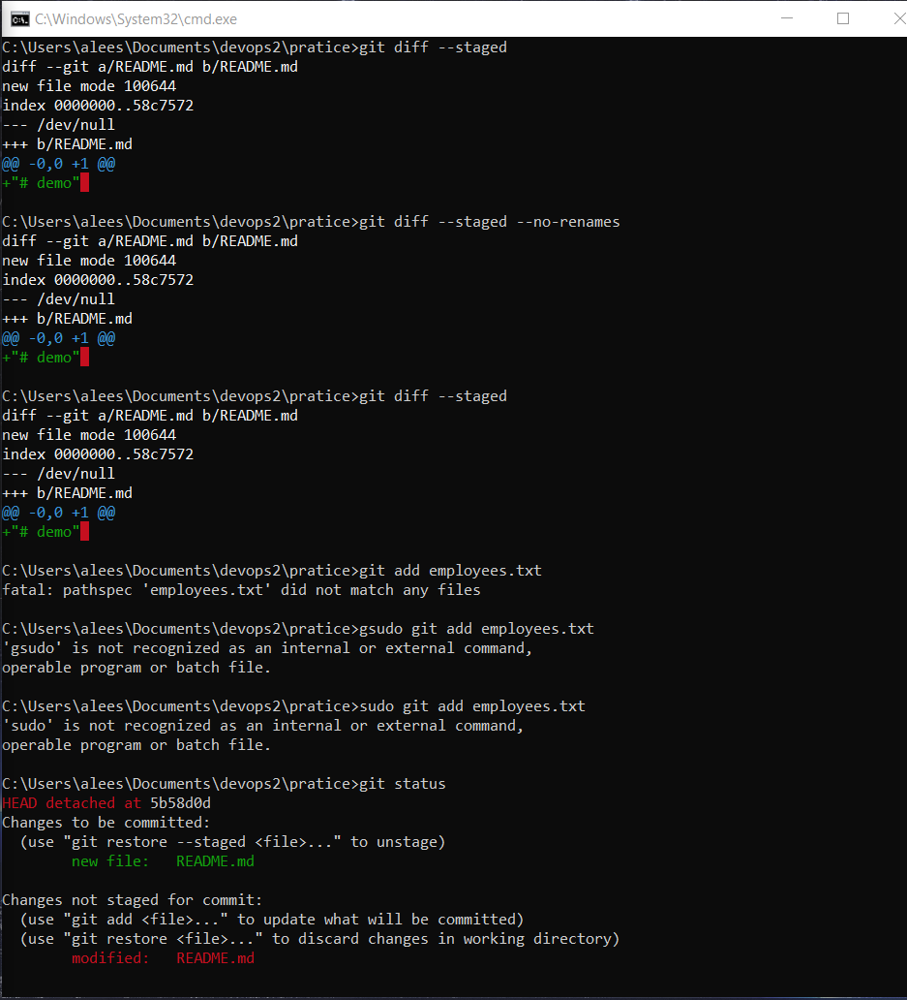 C:\Windows\System32\cmd.exe
C:\Users\alees\Documents\devops2\pratice>git diff --staged
diff --git a/README.md b/README.md
new file mode 100644
index 0000000..58c7572
--- /dev/null
+++ b/README.md
@@ -0,0 +1 @@
+"# demo"
C:\Users\alees\Documents\devops2\pratice>git diff --staged --no-renames
diff --git a/README.md b/README.md
new file mode 100644
index 0000000..58c7572
--- /dev/null
+++ b/README.md
@@ -0,0 +1 @@
+"# demo"
C:\Users\alees\Documents\devops2\pratice>git diff --staged
diff --git a/README.md b/README.md
new file mode 100644
index 0000000..58c7572
--- /dev/null
+++ b/README.md
@@ -0,0 +1 @@
+"# demo"
C:\Users\alees\Documents\devops2\pratice>git add employees.txt
fatal: pathspec 'employees.txt' did not match any files
C:\Users\alees\Documents\devops2\pratice>gsudo git add employees.txt
'gsudo' is not recognized as an internal or external command,
operable program or batch file.
C:\Users\alees\Documents\devops2\pratice>sudo git add employees.txt
'sudo' is not recognized as an internal or external command,
operable program or batch file.
C:\Users\alees\Documents\devops2\pratice>git status
HEAD detached at 5b58d0d
Changes to be committed:
  (use "git restore --staged <file>..." to unstage)
        new file:   README.md
Changes not staged for commit:
  (use "git add <file>..." to update what will be committed)
  (use "git restore <file>..." to discard changes in working directory)
        modified:   README.md